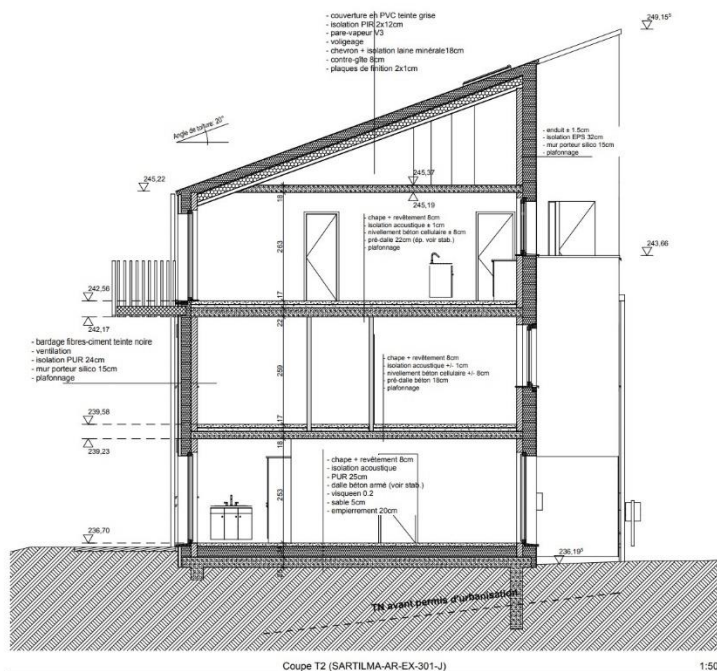 - couverture en PVC teinte grise
- isolation PIR 2x12cm
- pare-vapeur V3
- voligeage
- chevron + isolation laine minérale18cm
- contre-gîte 8cm
- plaques de finition 2x1cm
249,15⁵
Angle de toiture: 20°
- enduit ± 1.5cm
- isolation EPS 32cm
- mur porteur silico 15cm
- plafonnage
245,22
245,37
18
245,19
- chape + revêtement 8cm
- isolation acoustique ± 1cm
- nivellement béton cellulaire ± 8cm
- pré-dalle 22cm (ép. voir stab.)
- plafonnage
263
243,66
242,56
17
22
242,17
- bardage fibres-ciment teinte noire
- ventilation
- isolation PUR 24cm
- mur porteur silico 15cm
- plafonnage
- chape + revêtement 8cm
- isolation acoustique +/- 1cm
- nivellement béton cellulaire +/- 8cm
- pré-dalle béton 18cm
- plafonnage
259
239,58
17
18
239,23
- chape + revêtement 8cm
- isolation acoustique
- PUR 25cm
- dalle béton armé (voir stab.)
- visqueen 0.2
- sable 5cm
- empierrement 20cm
253
236,70
236,19⁵
TN avant permis d'urbanisation
Coupe T2 (SARTILMA-AR-EX-301-J)
1:50